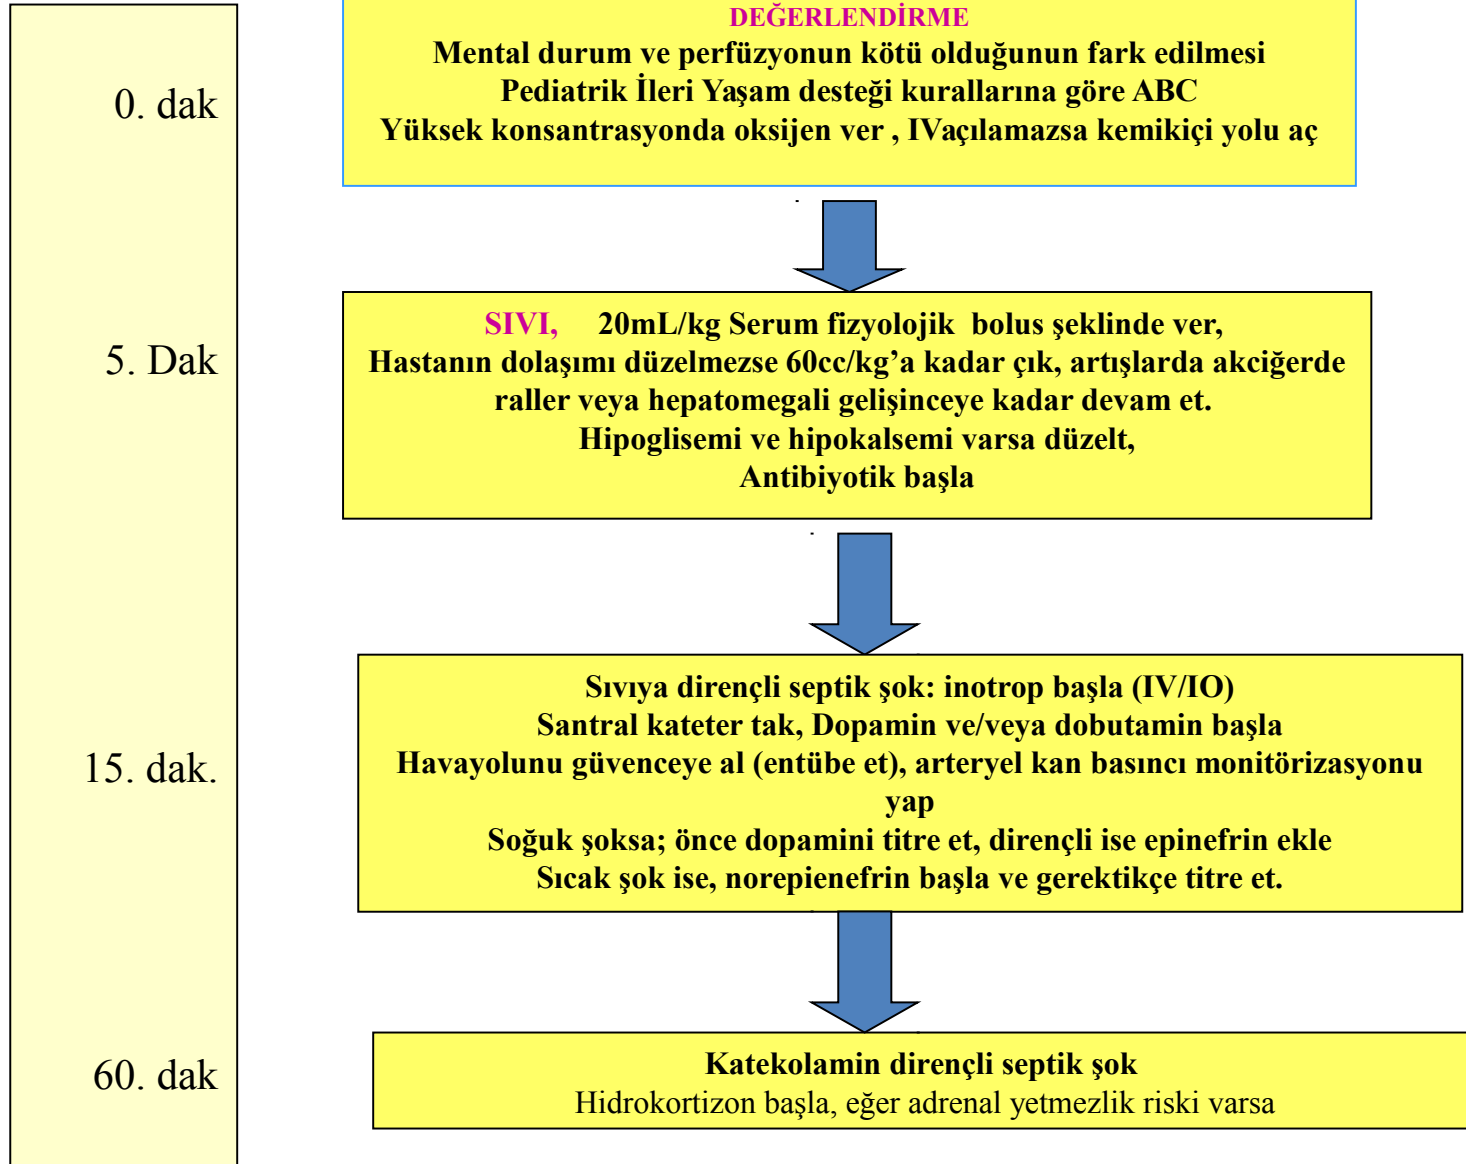 DEĞERLENDİRME
Mental durum ve perfüzyonun kötü olduğunun fark edilmesi
0. dak
Pediatrik İleri Yaşam desteği kurallarına göre ABC
Yüksek konsantrasyonda oksijen ver , IVaçılamazsa kemikiçi yolu aç
SIVI, 20mL/kg Serum fizyolojik bolus şeklinde ver,
5. Dak
Hastanın dolaşımı düzelmezse 60cc/kg’a kadar çık, artışlarda akciğerde
raller veya hepatomegali gelişinceye kadar devam et.
Hipoglisemi ve hipokalsemi varsa düzelt,
Antibiyotik başla
Sıvıya dirençli septik şok: inotrop başla (IV/IO)
Santral kateter tak, Dopamin ve/veya dobutamin başla
15. dak.
Havayolunu güvenceye al (entübe et), arteryel kan basıncı monitörizasyonu
yap
Soğuk şoksa; önce dopamini titre et, dirençli ise epinefrin ekle
Sıcak şok ise, norepienefrin başla ve gerektikçe titre et.
60. dak
Katekolamin dirençli septik şok
Hidrokortizon başla, eğer adrenal yetmezlik riski varsa